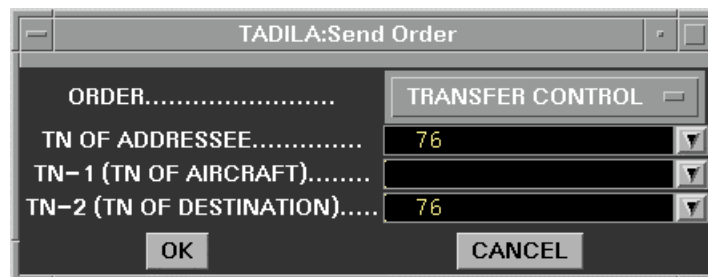 TADILA:Send Order
ORDER........................ TRANSFER CONTROL
TN OF ADDRESSEE.............. 76
TN-1 (TN OF AIRCRAFT)........
TN-2 (TN OF DESTINATION)..... 76
OK CANCEL